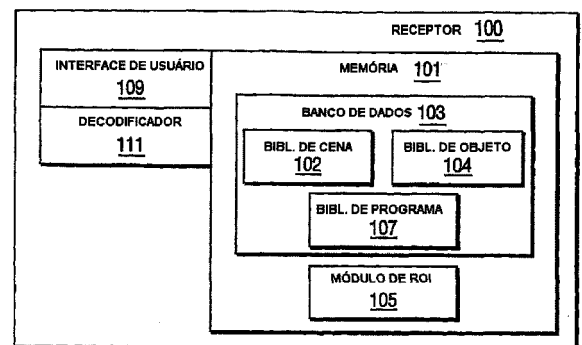 RECEPTOR 100
INTERFACE DE USUÁRIO
109
DECODIFICADOR
111
MEMÓRIA 101
BANCO DE DADOS 103
BIBL. DE CENA
102
BIBL. DE OBJETO
104
BIBL. DE PROGRAMA
107
MÓDULO DE ROI
105